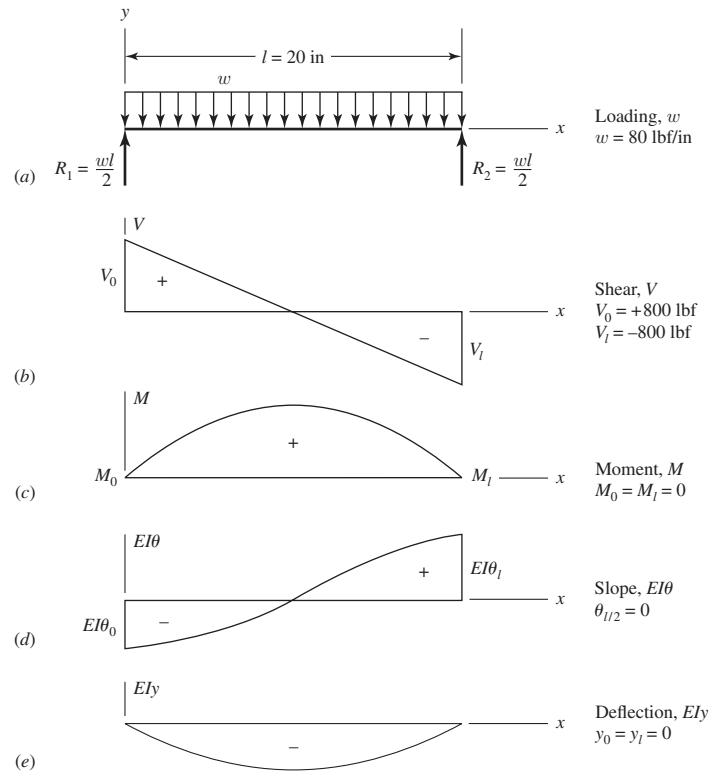 y
l = 20 in
w
x
Loading, w
w = 80 lbf/in
(a)
R₁ = wl/2
R₂ = wl/2
V
V₀
+
x
–
Vₗ
Shear, V
V₀ = +800 lbf
Vₗ = –800 lbf
(b)
M
+
M₀
Mₗ
x
Moment, M
M₀ = Mₗ = 0
(c)
EIθ
+
EIθₗ
x
EIθ₀
–
Slope, EIθ
θ_{l/2} = 0
(d)
EIy
x
–
Deflection, EIy
y₀ = yₗ = 0
(e)